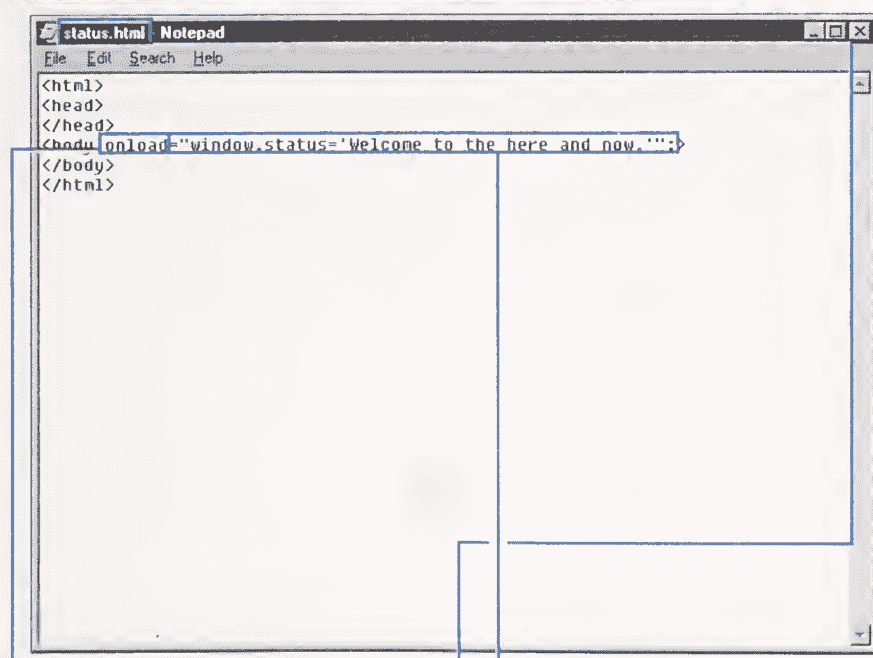 status.html - Notepad
File Edit Search Help
<html>
<head>
</head>
<body onload="window.status='Welcome to the here and now.'";>
</body>
</html>